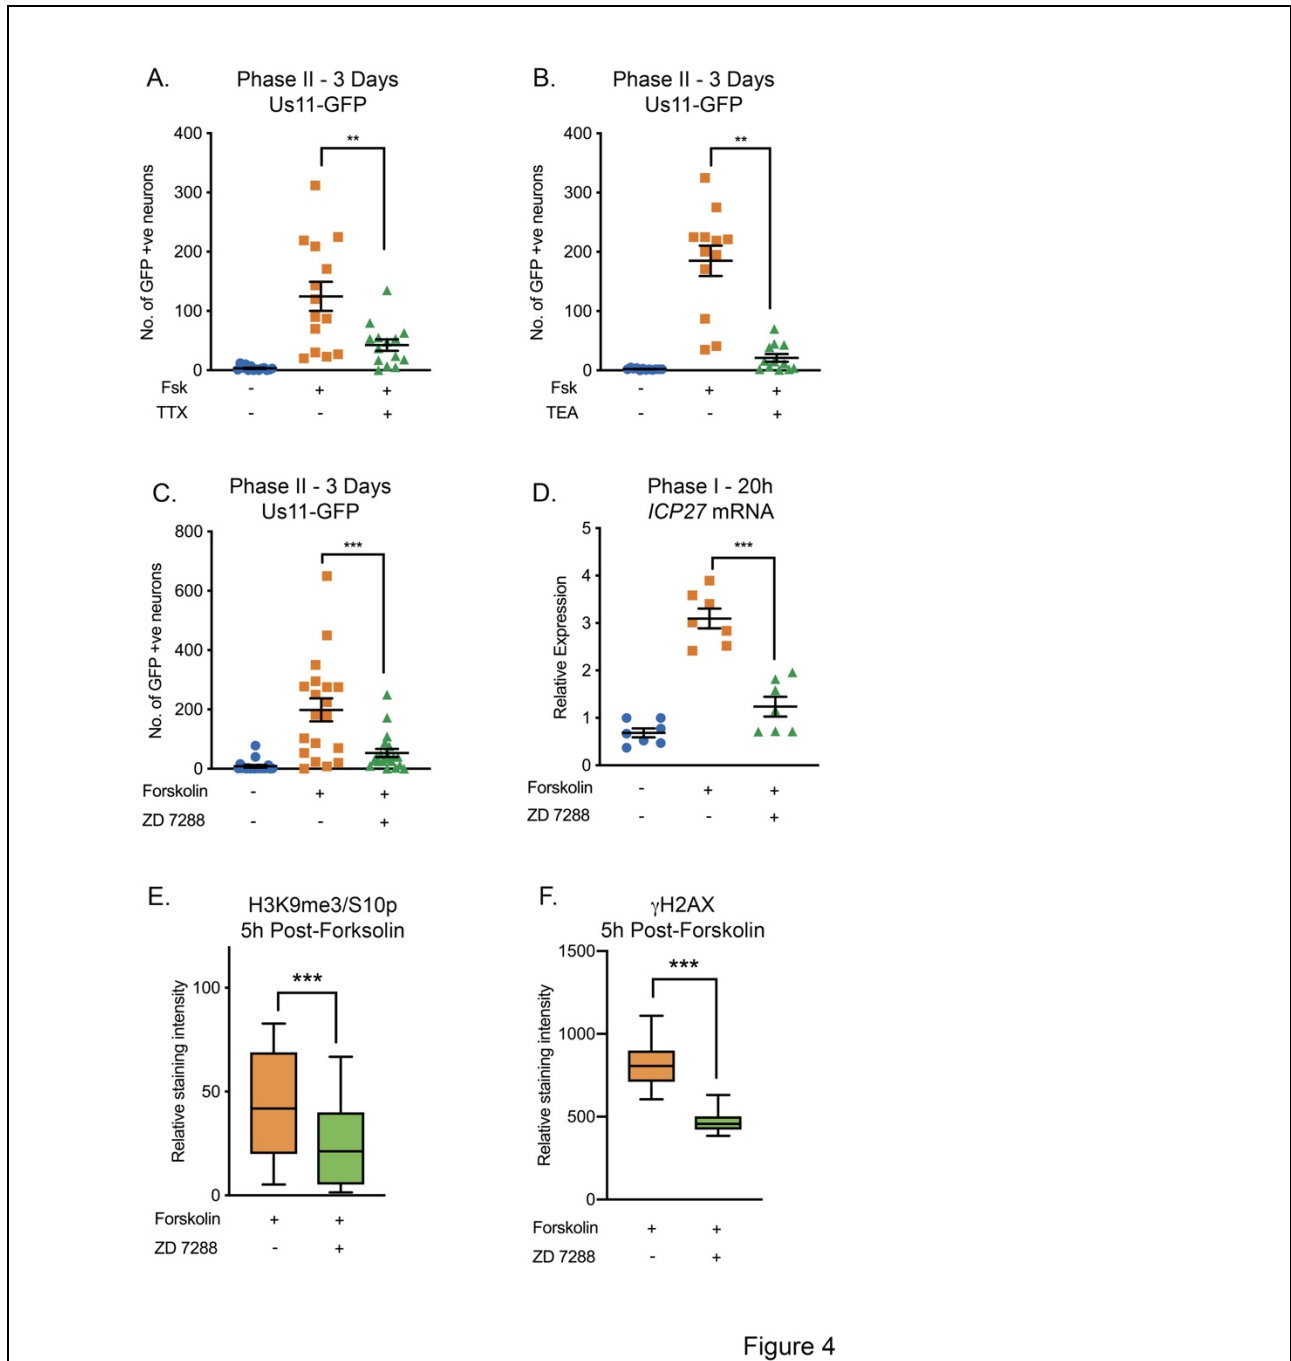 A.
Phase II - 3 Days
Us11-GFP
No. of GFP +ve neurons
400
300
200
100
0
**
Fsk - + +
TTX - - +
B.
Phase II - 3 Days
Us11-GFP
No. of GFP +ve neurons
400
300
200
100
0
**
Fsk - + +
TEA - - +
C.
Phase II - 3 Days
Us11-GFP
No. of GFP +ve neurons
800
600
400
200
0
***
Forskolin - + +
ZD 7288 - - +
D.
Phase I - 20h
ICP27 mRNA
Relative Expression
5
4
3
2
1
0
***
Forskolin - + +
ZD 7288 - - +
E.
H3K9me3/S10p
5h Post-Forksolin
Relative staining intensity
100
50
0
***
Forskolin + +
ZD 7288 - +
F.
γH2AX
5h Post-Forskolin
Relative staining intensity
1500
1000
500
0
***
Forskolin + +
ZD 7288 - +
Figure 4